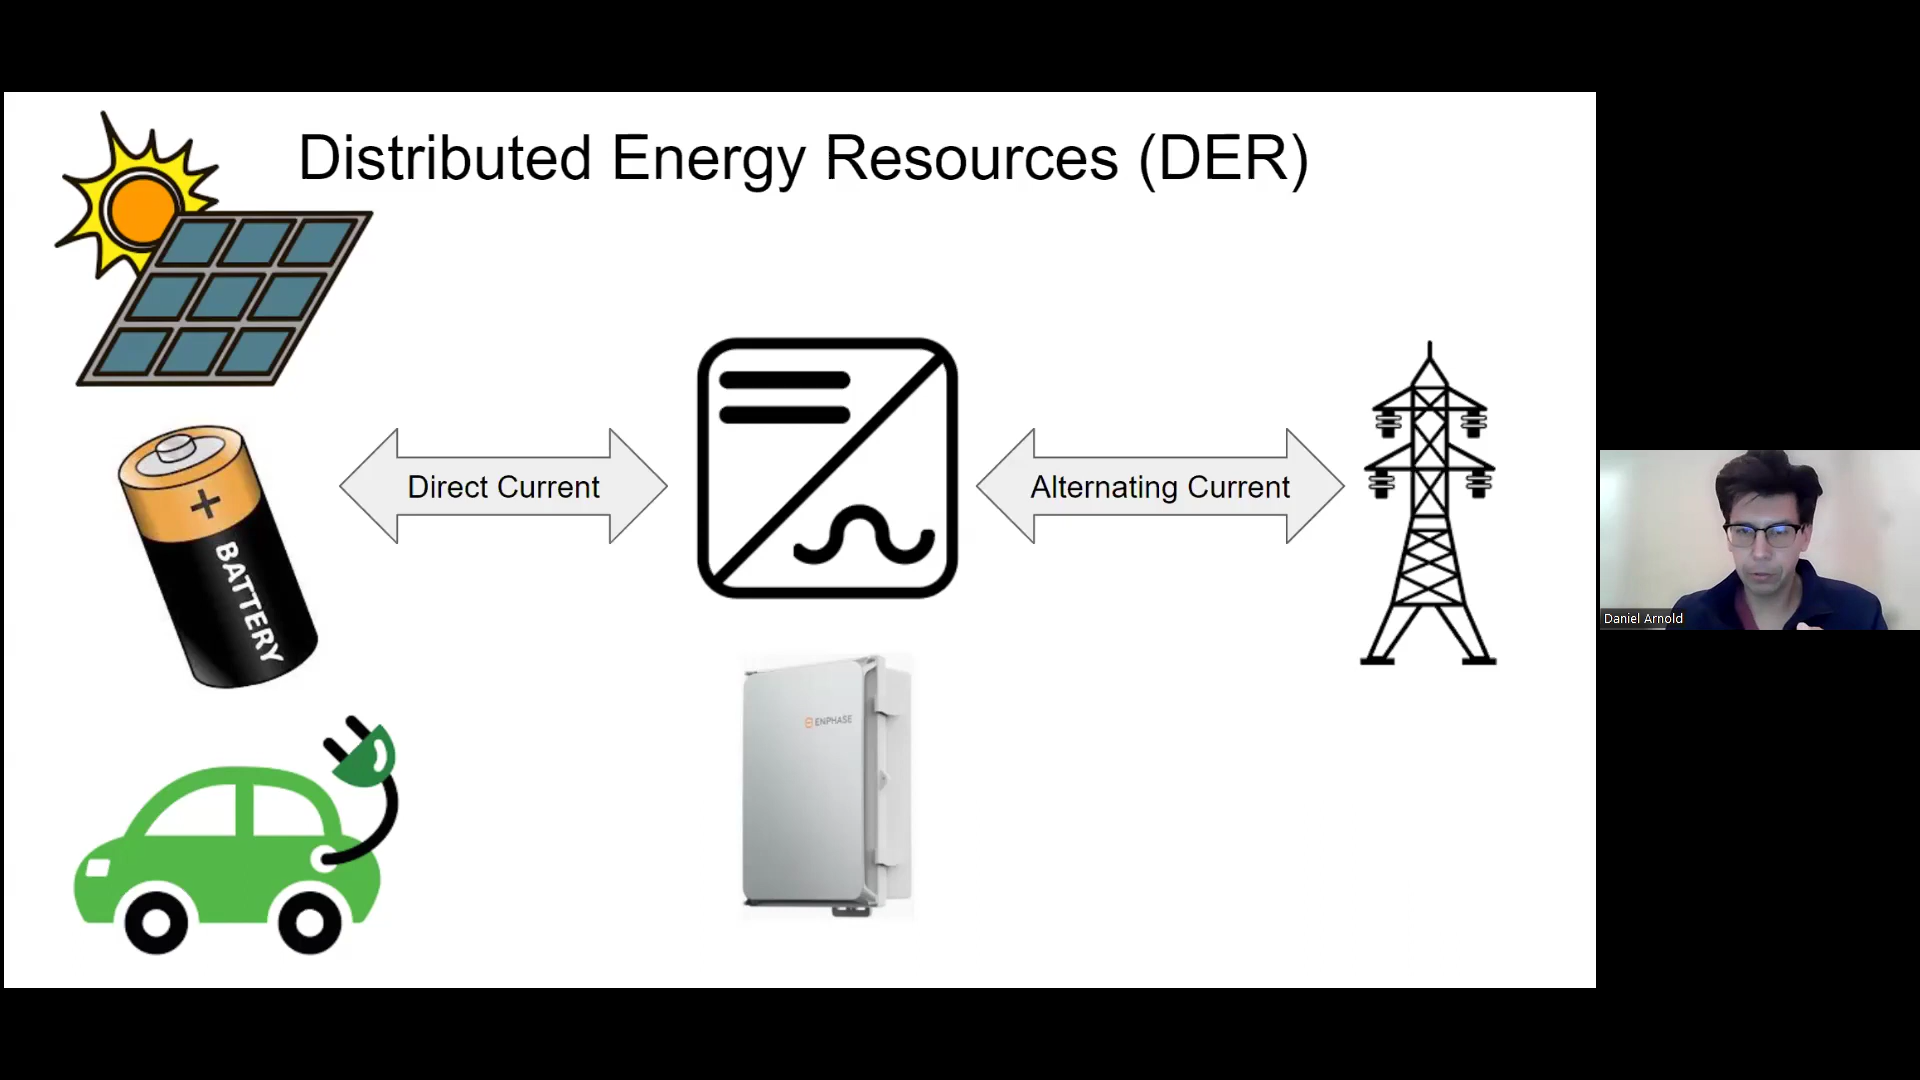 Distributed Energy Resources (DER)
Direct Current
Alternating Current
+
BATTERY
ENPHASE
Daniel Arnold